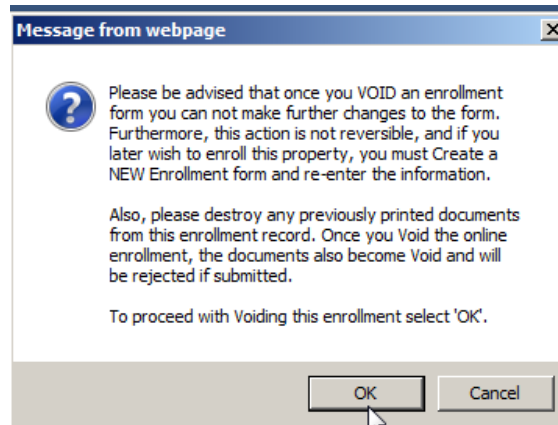 Message from webpage
Please be advised that once you VOID an enrollment
form you can not make further changes to the form.
Furthermore, this action is not reversible, and if you
later wish to enroll this property, you must Create a
NEW Enrollment form and re-enter the information.
Also, please destroy any previously printed documents
from this enrollment record. Once you Void the online
enrollment, the documents also become Void and will
be rejected if submitted.
To proceed with Voiding this enrollment select 'OK'.
OK
Cancel